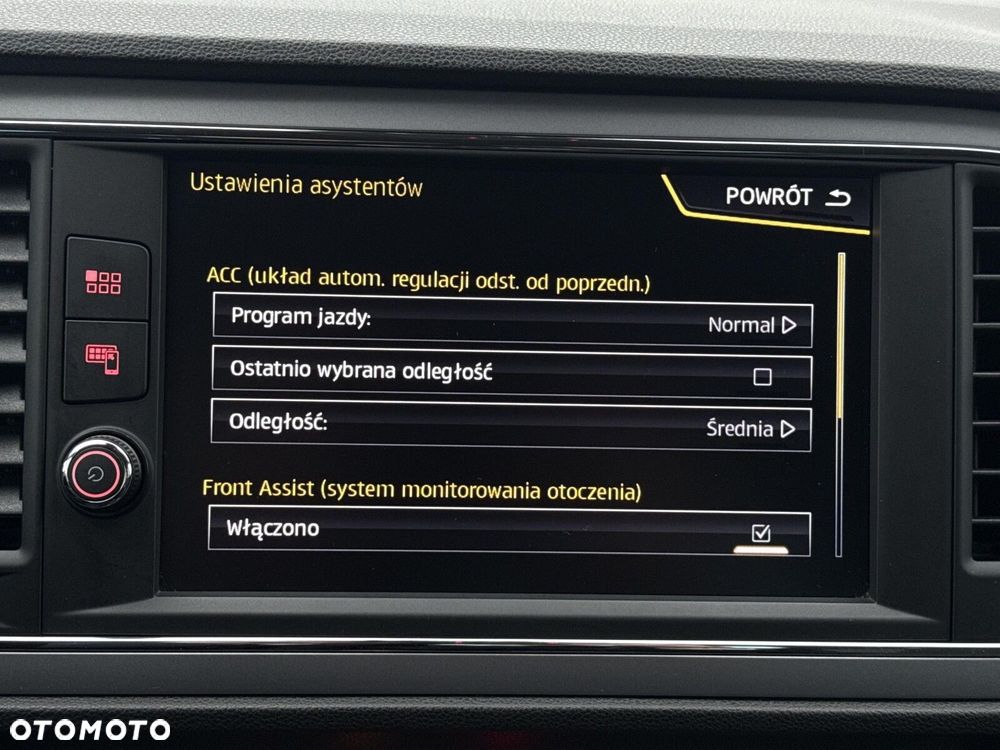 Ustawienia asystentów
POWRÓT
ACC (układ autom. regulacji odst. od poprzedn.)
Program jazdy:
Normal
Ostatnio wybrana odległość
Odległość:
Średnia
Front Assist (system monitorowania otoczenia)
Włączono
OTOMOTO